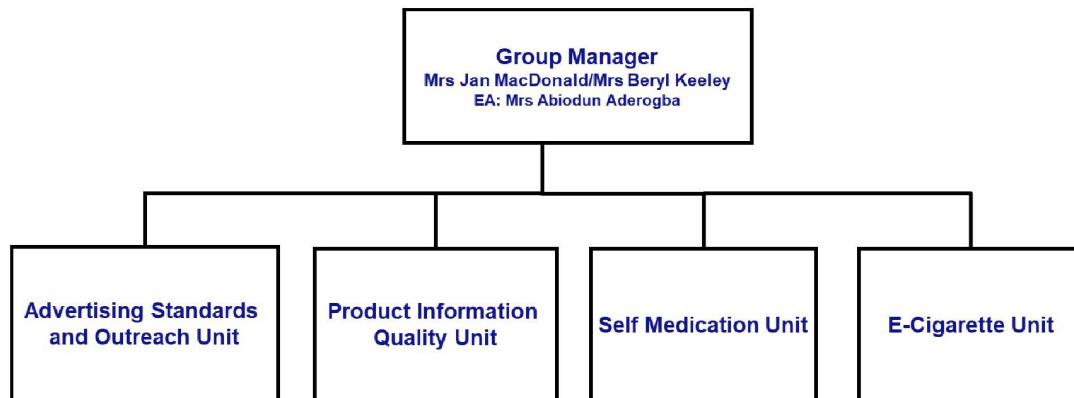 Group Manager
Mrs Jan MacDonald/Mrs Beryl Keeley
EA: Mrs Abiodun Aderogba
Advertising Standards
and Outreach Unit
Product Information
Quality Unit
Self Medication Unit
E-Cigarette Unit